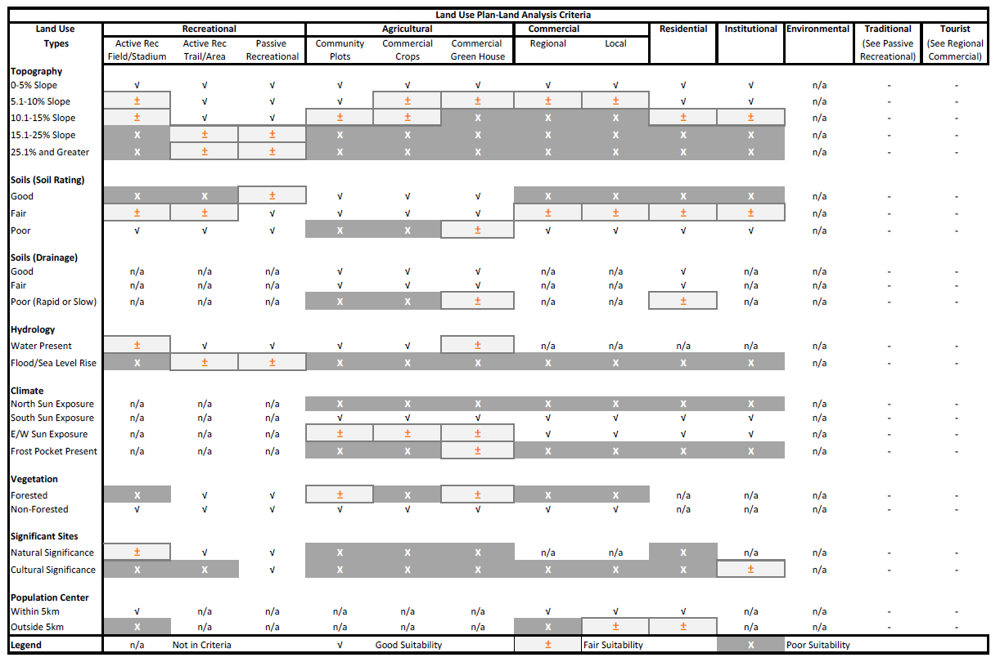 Land Use Plan-Land Analysis Criteria
Land Use Recreational Agricultural Commercial Residential Institutional Environmental Traditional Tourist
Types Active Rec Active Rec Passive Community Commercial Commercial Regional Local (See Passive (See Regional
Field/Stadium Trail/Area Recreational Plots Crops Green House Recreational) Commercial)
Topography
0-5% Slope √ √ √ √ √ √ √ √ √ √ n/a - -
5.1-10% Slope ± √ √ √ ± ± ± ± √ √ n/a - -
10.1-15% Slope ± √ √ ± ± X X X ± ± n/a - -
15.1-25% Slope X ± ± X X X X X X X n/a - -
25.1% and Greater X ± ± X X X X X X X n/a - -
Soils (Soil Rating)
Good X X ± √ √ √ X X X X n/a - -
Fair ± ± √ √ √ √ ± ± ± ± n/a - -
Poor √ √ √ X X ± √ √ √ √ n/a - -
Soils (Drainage)
Good n/a n/a n/a √ √ √ n/a n/a √ n/a n/a - -
Fair n/a n/a n/a √ √ √ n/a n/a √ n/a n/a - -
Poor (Rapid or Slow) n/a n/a n/a X X ± n/a n/a ± n/a n/a - -
Hydrology
Water Present ± √ √ √ √ ± n/a n/a n/a n/a n/a - -
Flood/Sea Level Rise X ± ± X X X X X X X n/a - -
Climate
North Sun Exposure n/a n/a n/a X X X X X X X n/a - -
South Sun Exposure n/a n/a n/a √ √ √ √ √ √ √ n/a - -
E/W Sun Exposure n/a n/a n/a ± ± ± √ √ √ √ n/a - -
Frost Pocket Present n/a n/a n/a X X ± X X X X n/a - -
Vegetation
Forested X √ √ ± X ± X X n/a n/a n/a - -
Non-Forested √ √ √ √ √ √ √ √ n/a n/a n/a - -
Significant Sites
Natural Significance ± √ √ X X X n/a n/a X n/a n/a - -
Cultural Significance X X √ X X X X X X ± n/a - -
Population Center
Within 5km √ n/a n/a n/a n/a n/a √ √ √ n/a n/a - -
Outside 5km X n/a n/a n/a n/a n/a X ± ± n/a n/a - -
Legend n/a Not in Criteria √ Good Suitability ± Fair Suitability X Poor Suitability